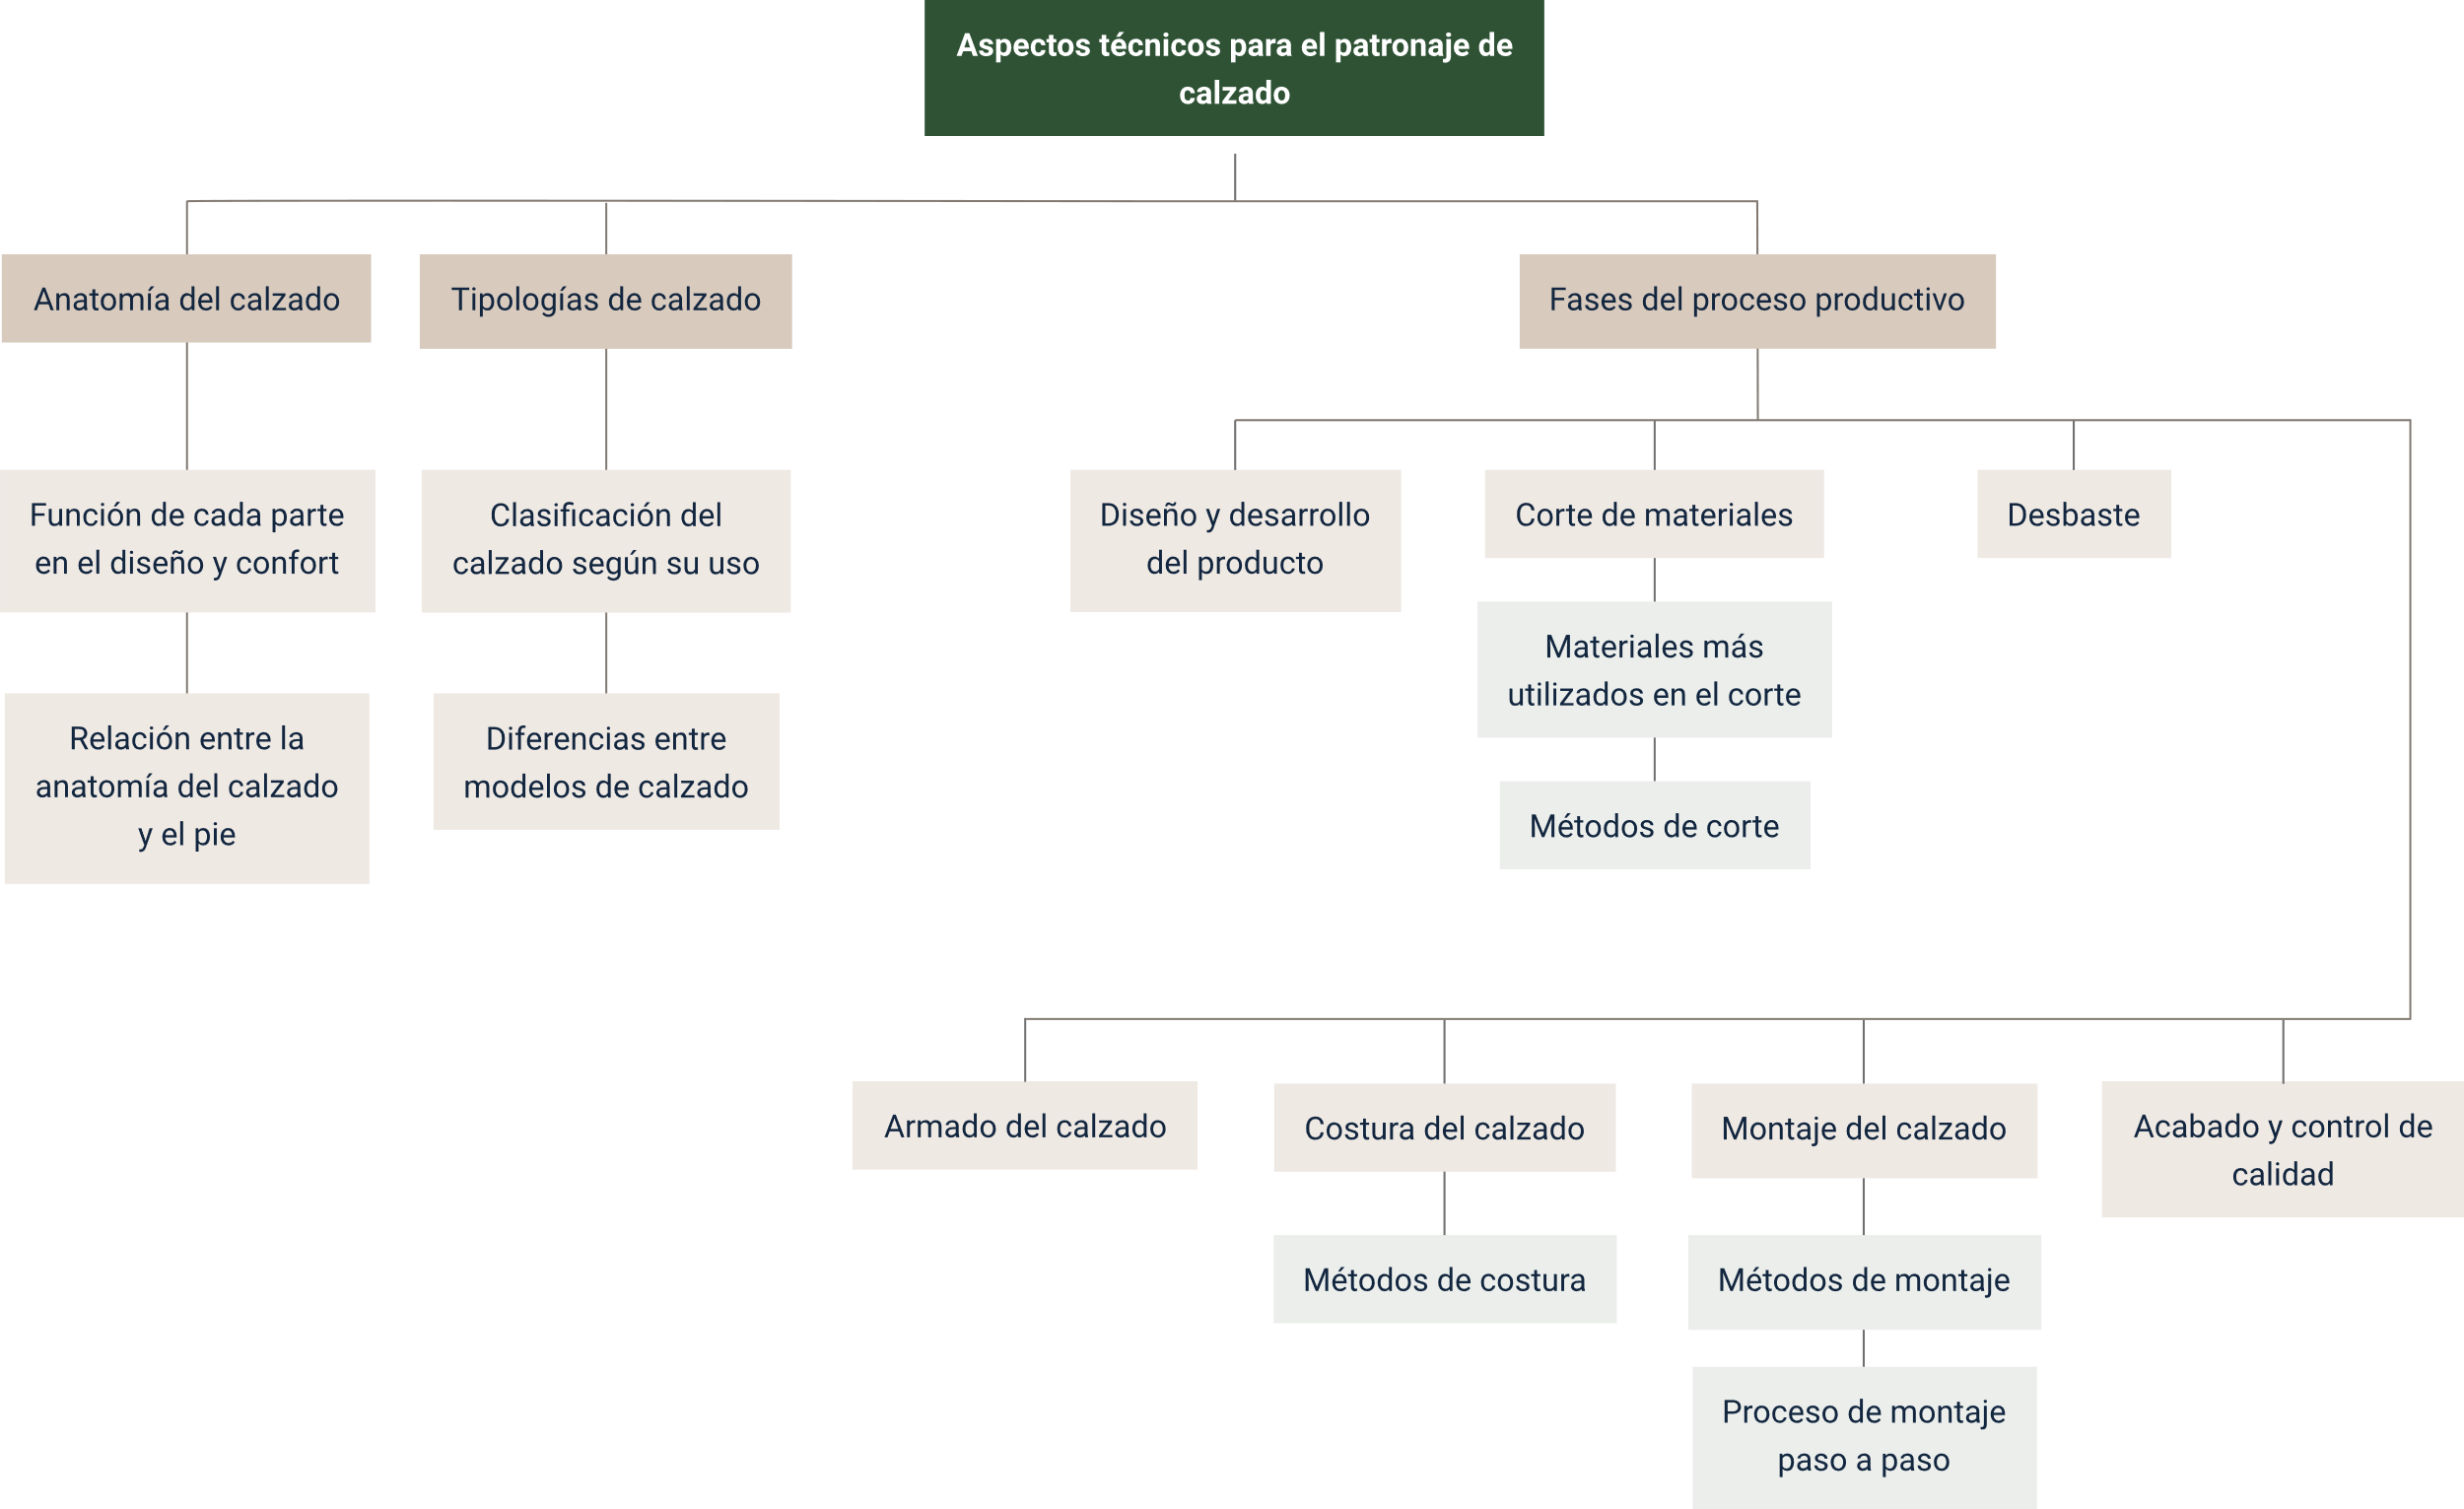 Aspectos técnicos para el patronaje de
calzado
Anatomía del calzado
Tipologías de calzado
Fases del proceso productivo
Función de cada parte
en el diseño y confort
Clasificación del
calzado según su uso
Diseño y desarrollo
del producto
Corte de materiales
Desbaste
Materiales más
utilizados en el corte
Relación entre la
anatomía del calzado
y el pie
Diferencias entre
modelos de calzado
Métodos de corte
Armado del calzado
Costura del calzado
Montaje del calzado
Acabado y control de
calidad
Métodos de costura
Métodos de montaje
Proceso de montaje
paso a paso